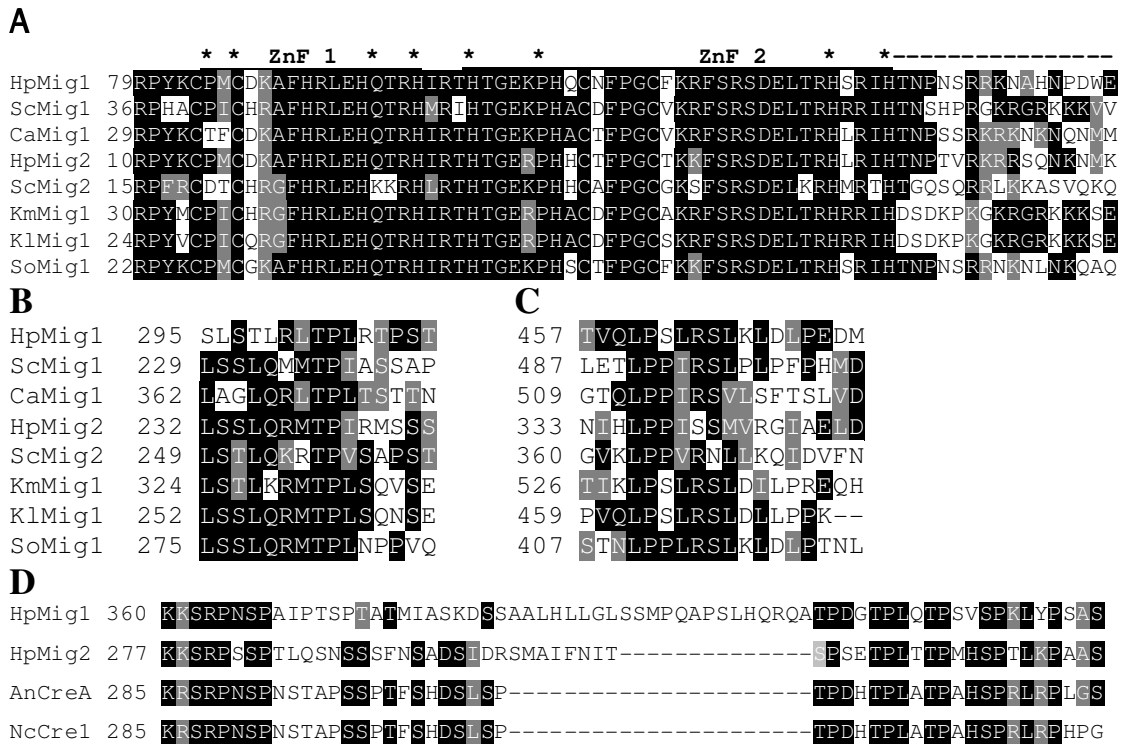 A
* * ZnF 1 * * * * ZnF 2 * *----------------
HpMig1 79 RPYKCPMCDKAFHRLEHQTRHIRTHTGEKPHQCNFPGCFKRFSRSDELTRHSRIHTNPNSRRKNAHNPDWE
ScMig1 36 RPHACPICHRAFHRLEHQTRHMRIHTGEKPHACDFPGCVKRFSRSDELTRHRRIHTNSHPRGKRGRKKKVV
CaMig1 29 RPYKCTFCDKAFHRLEHQTRHIRTHTGEKPHACTFPGCVKRFSRSDELTRHLRIHTNPSSRKRKNKNQNMM
HpMig2 10 RPYKCPMCDKAFHRLEHQTRHIRTHTGERPHHCTFPGCTKKFSRSDELTRHLRIHTNPTVRKRRSQNKNMK
ScMig2 15 RPFRCDTCHRGFHRLEHKKRHLRTHTGEKPHHCAFPGCGKSFSRSDELKRHMRTHTGQSQRRLKKASVQKQ
KmMig1 30 RPYMCPICHRGFHRLEHQTRHIRTHTGERPHACDFPGCAKRFSRSDELTRHRRIHDSDKPKGKRGRKKKSE
KlMig1 24 RPYVCPICQRGFHRLEHQTRHIRTHTGERPHACDFPGCSKRFSRSDELTRHRRIHDSDKPKGKRGRKKKSE
SoMig1 22 RPYKCPMCGKAFHRLEHQTRHIRTHTGEKPHSCTFPGCFKKFSRSDELTRHSRIHTNPNSRRNKNLNKQAQ
B C
HpMig1 295 SLSTLRLTPLRTPST 457 TVQLPSLRSLKLDLPEDM
ScMig1 229 LSSLQMMTPIASSAP 487 LETLPPIRSLPLPFPHMD
CaMig1 362 LAGLQRLTPLTSTTN 509 GTQLPPIRSVLSFTSLVD
HpMig2 232 LSSLQRMTPIRMSSS 333 NIHLPPISSMVRGIAELD
ScMig2 249 LSTLQKRTPVSAPST 360 GVKLPPVRNLLKQIDVFN
KmMig1 324 LSTLKRMTPLSQVSE 526 TIKLPSLRSLDILPREQH
KlMig1 252 LSSLQRMTPLSQNSE 459 PVQLPSLRSLDLLPPK--
SoMig1 275 LSSLQRMTPLNPPVQ 407 STNLPPLRSLKLDLPTNL
D
HpMig1 360 KKSRPNSPAIPTSPTATMIASKDSSAALHLLGLSSMPQAPSLHQRQATPDGTPLQTPSVSPKLYPSAS
HpMig2 277 KKSRPSSPTLQSNSSSFNSADSIDRSMAIFNIT--------------SPSETPLTTPMHSPTLKPAAS
AnCreA 285 KRSRPNSPNSTAPSSPTFSHDSLSP----------------------TPDHTPLATPAHSPRLRPLGS
NcCre1 285 KRSRPNSPNSTAPSSPTFSHDSLSP----------------------TPDHTPLATPAHSPRLRPHPG